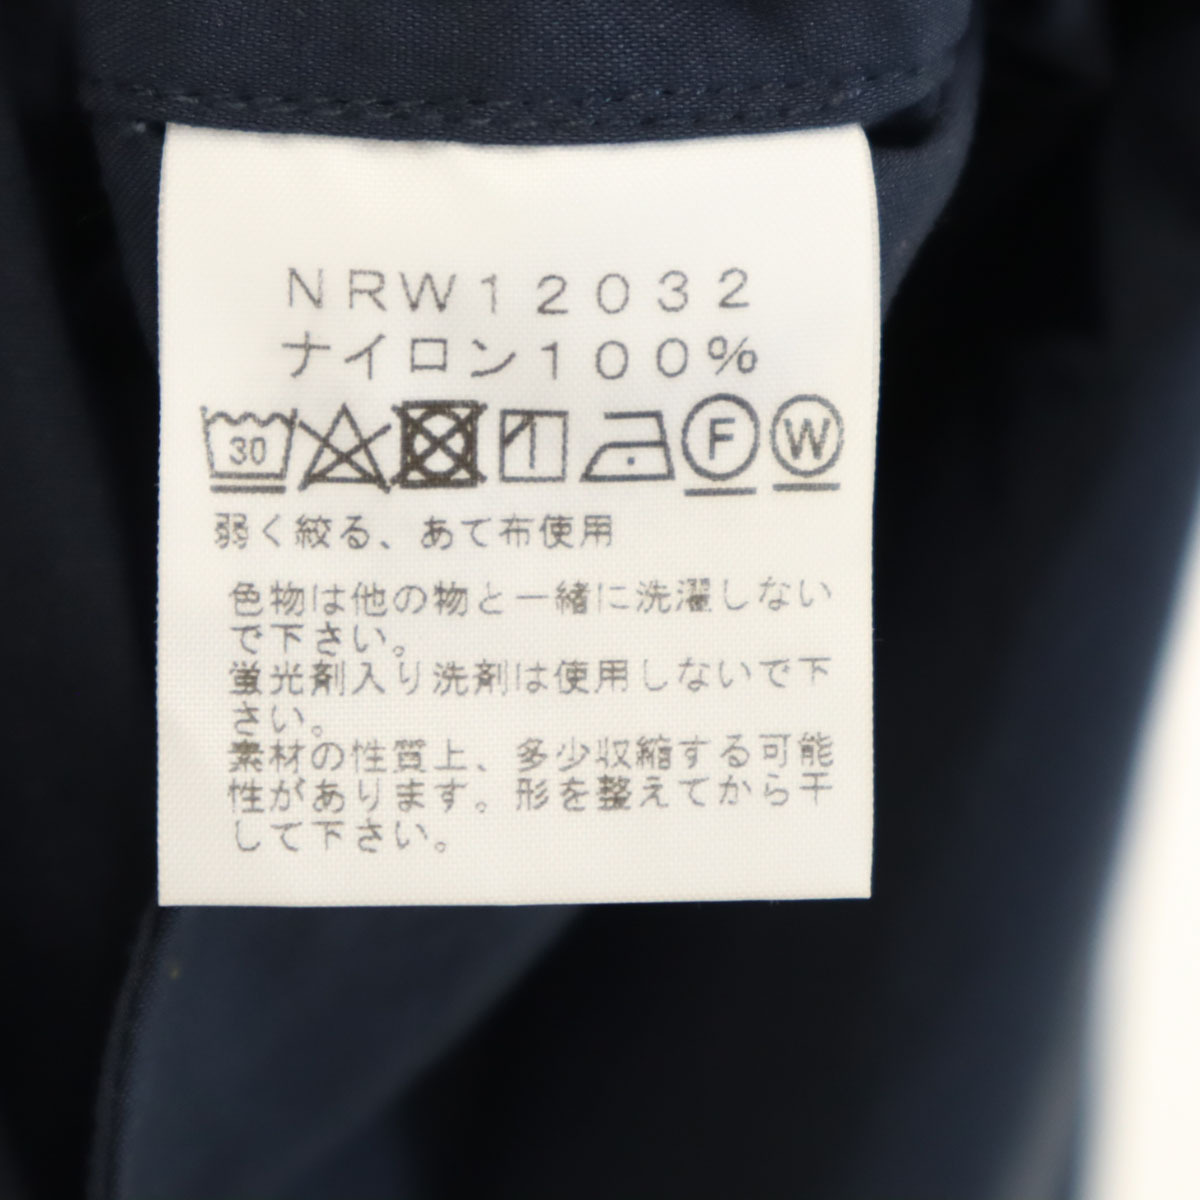 NRW12032
ナイロン100%
30 F W
弱く絞る、あて布使用
色物は他の物と一緒に洗濯しない
で下さい。
蛍光剤入り洗剤は使用しないで下
さい。
素材の性質上、多少収縮する可能
性があります。形を整えてから干
して下さい。